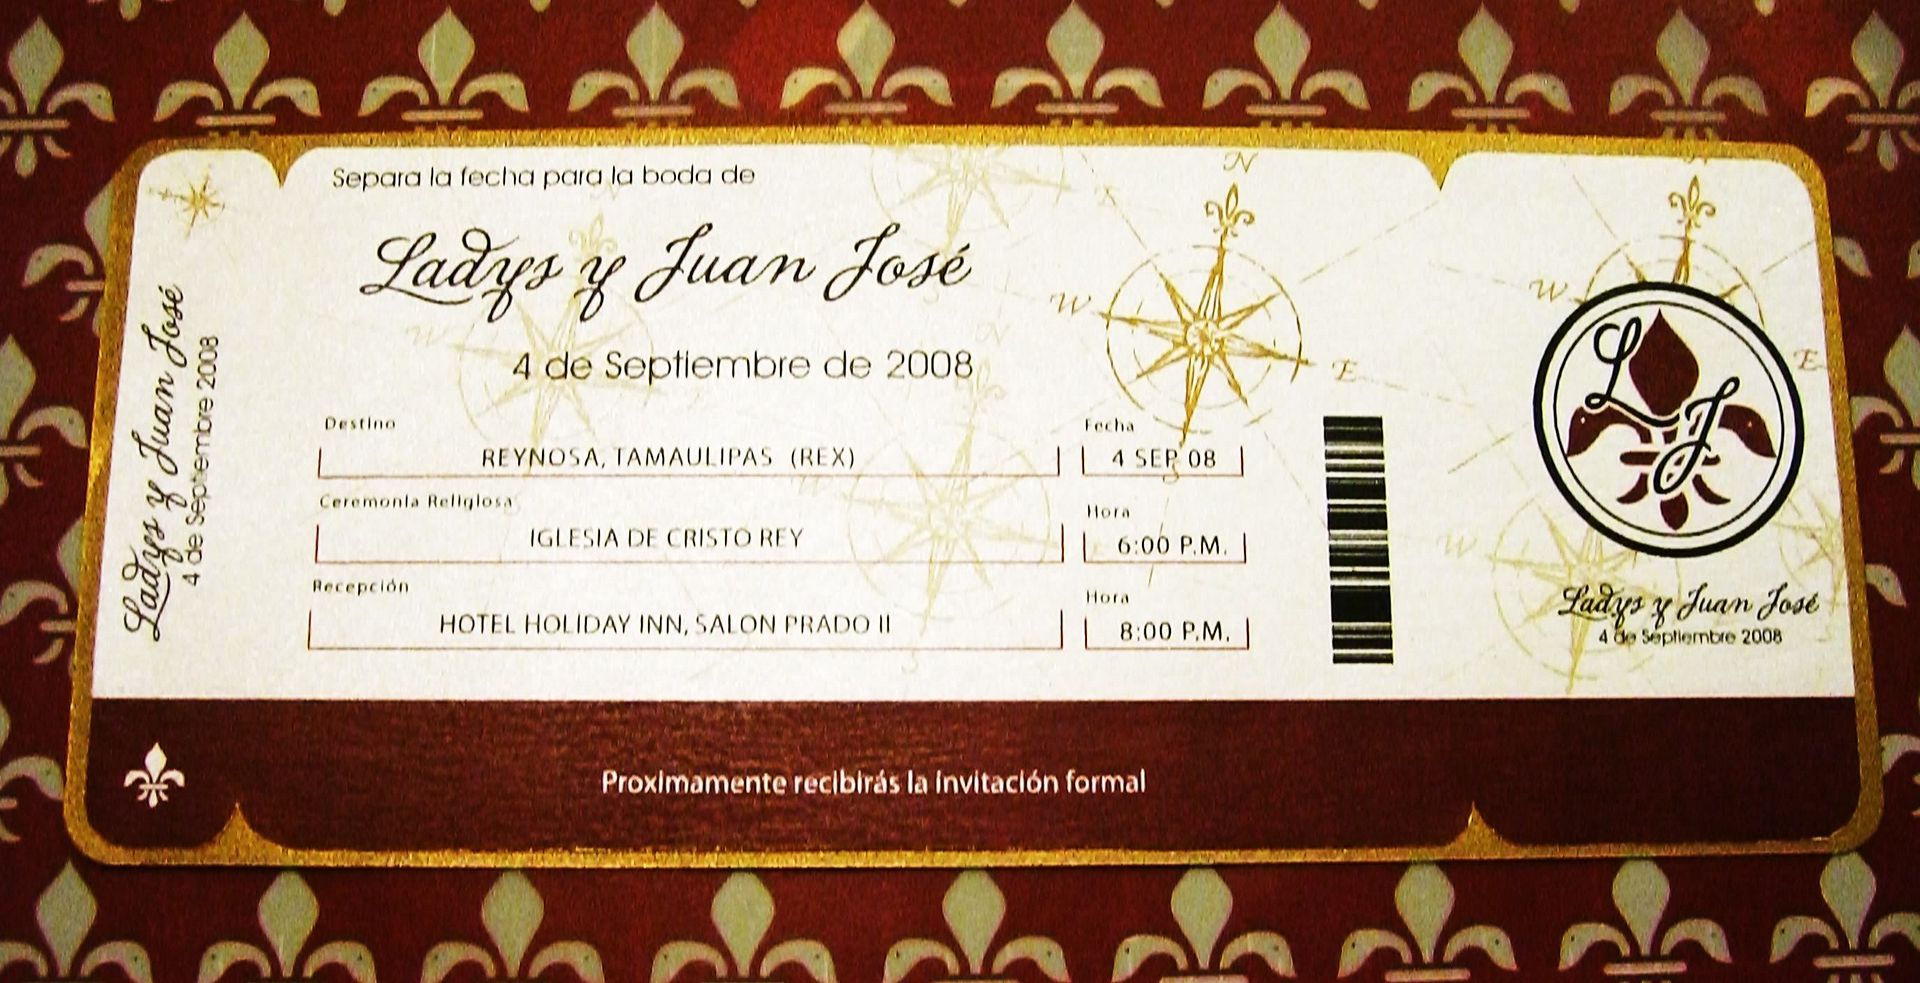 Separa la fecha para la boda de
Ladys y Juan José
4 de Septiembre de 2008
Destino
REYNOSA, TAMAULIPAS (REX)
Fecha
4 SEP 08
Ceremonia Religiosa
IGLESIA DE CRISTO REY
Hora
6:00 P.M.
Recepción
HOTEL HOLIDAY INN, SALON PRADO II
Hora
8:00 P.M.
Proximamente recibirás la invitación formal
Ladys y Juan José
4 de Septiembre 2008
N
W
E
S
N
W
S
W
E
W
L J
Ladys y Juan José
4 de Septiembre 2008